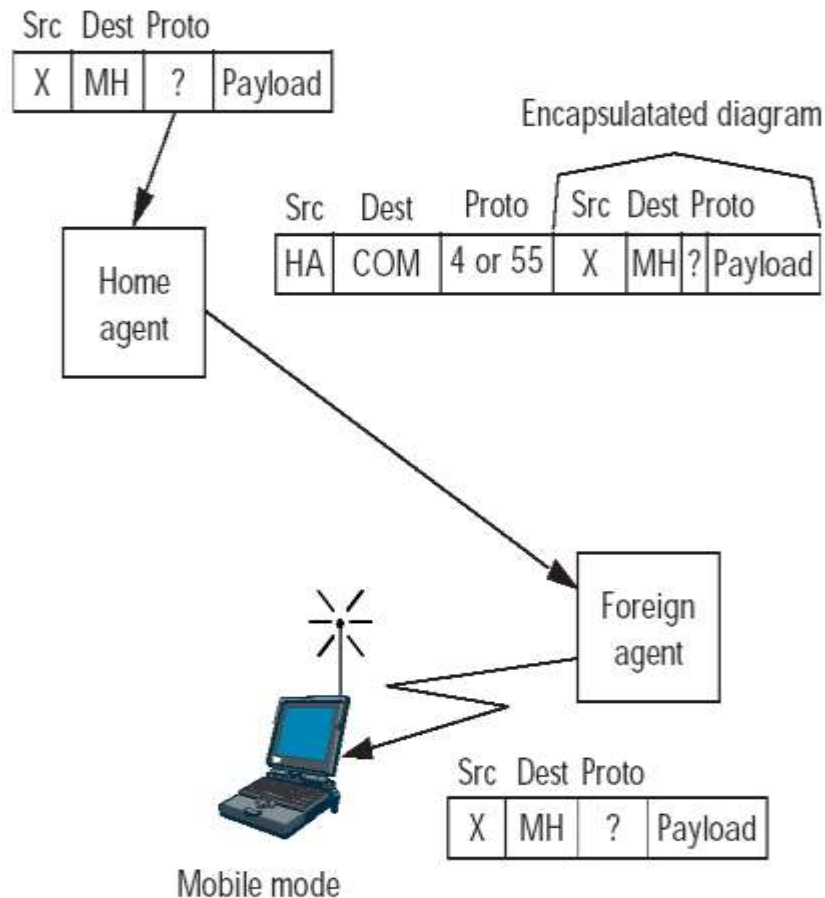 Src Dest Proto
X MH ? Payload
Encapsulatated diagram
Src Dest Proto Src Dest Proto
HA COM 4 or 55 X MH ? Payload
Home
agent
Foreign
agent
Src Dest Proto
X MH ? Payload
Mobile mode